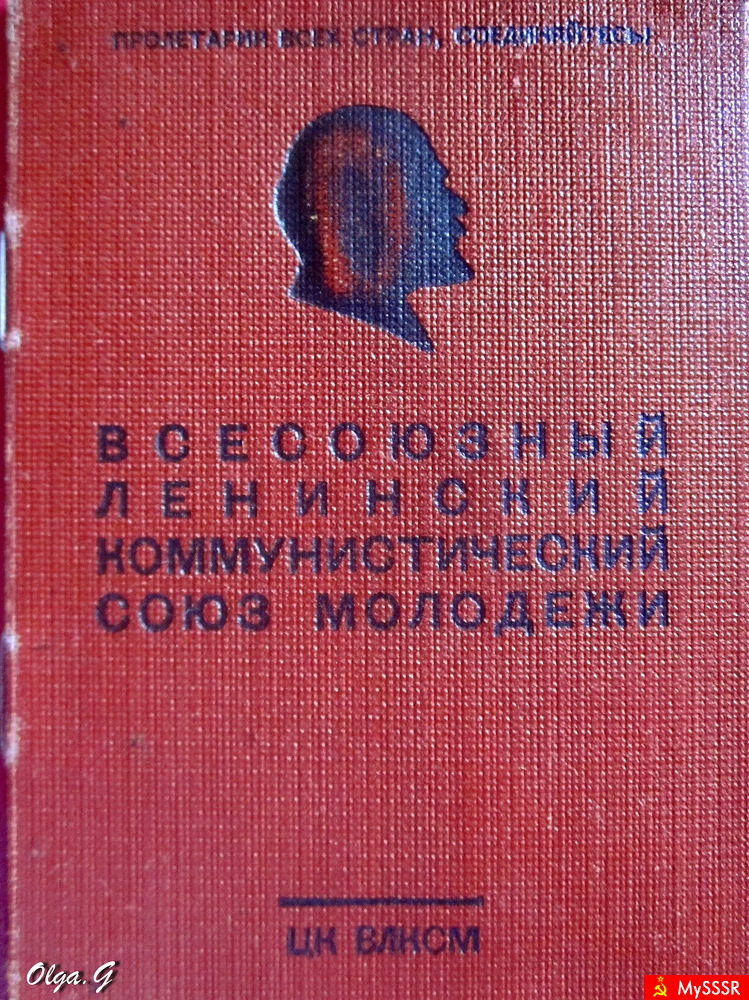 ПРОЛЕТАРИИ ВСЕХ СТРАН, СОЕДИНЯЙТЕСЬ!
ВСЕСОЮЗНЫЙ
ЛЕНИНСКИЙ
КОММУНИСТИЧЕСКИЙ
СОЮЗ МОЛОДЕЖИ
ЦК ВЛКСМ
Olga.G
MySSSR